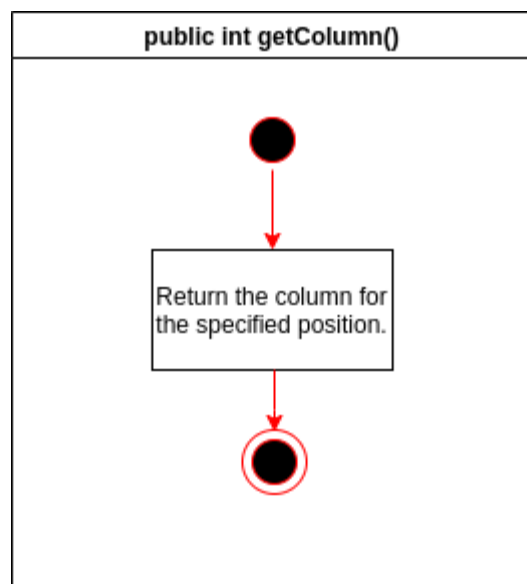 public int getColumn()
Return the column for
the specified position.